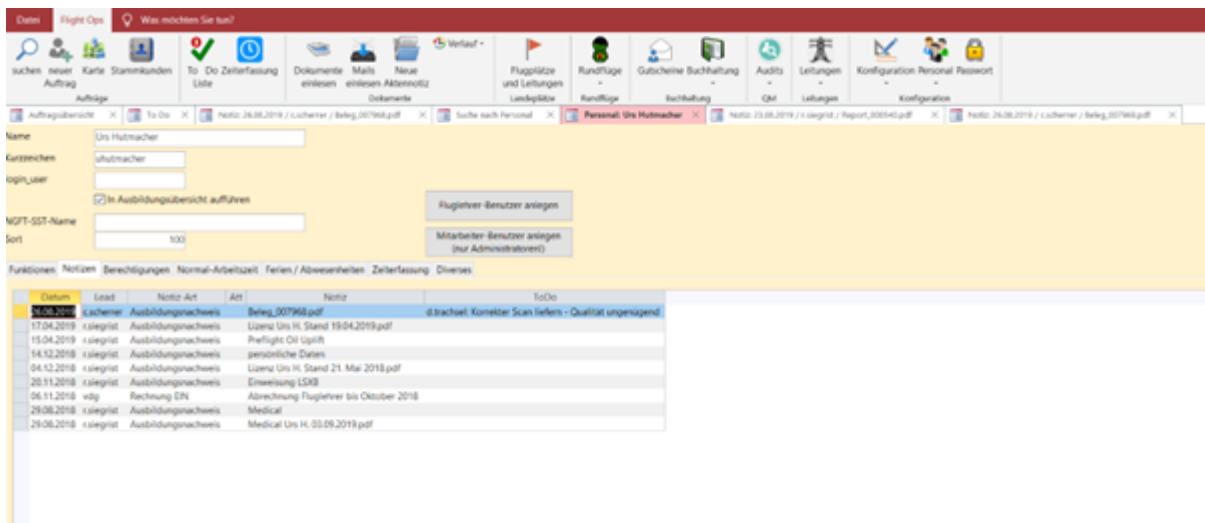 Datei Flight Ops Was möchten Sie tun?
suchen neuer Auftrag Karte Stammkunden To Do Liste Zeiterfassung Dokumente einlesen Mails einlesen Neue Aktennotiz Verlauf Flugplätze und Leitungen Rundflüge Gutscheine Buchhaltung Audits Leitungen Konfiguration Personal Passwort
Aufträge Dokumente Landeplätze Rundflüge Buchhaltung QM Leitungen Konfiguration
Auftragsübersicht To Do Notiz: 26.08.2019 / c.scherrer / Beleg_007968.pdf Suche nach Personal Personal: Urs Hutmacher Notiz: 23.08.2019 / r.siegrist / Report_000540.pdf Notiz: 26.08.2019 / c.scherrer / Beleg_007968.pdf
Name Urs Hutmacher
Kurzzeichen uhutmacher
login_user
In Ausbildungsübersicht aufführen
Fluglehrer-Benutzer anlegen
NGFT-SST-Name
Sort 100
Mitarbeiter-Benutzer anlegen
(nur Administratoren!)
Funktionen Notizen Berechtigungen Normal-Arbeitszeit Ferien / Abwesenheiten Zeiterfassung Diverses
Datum Lead Notiz-Art Att Notiz ToDo
26.08.2019 c.scherrer Ausbildungsnachweis Beleg_007968.pdf d.trachsel: Korrekter Scan liefern - Qualität ungenügend
17.04.2019 r.siegrist Ausbildungsnachweis Lizenz Urs H. Stand 19.04.2019.pdf
15.04.2019 r.siegrist Ausbildungsnachweis Preflight Oil Uplift
14.12.2018 r.siegrist Ausbildungsnachweis persönliche Daten
04.12.2018 r.siegrist Ausbildungsnachweis Lizenz Urs H. Stand 21. Mai 2018.pdf
20.11.2018 r.siegrist Ausbildungsnachweis Einweisung LSXB
06.11.2018 vdg Rechnung EIN Abrechnung Fluglehrer bis Oktober 2018
29.08.2018 r.siegrist Ausbildungsnachweis Medical
29.08.2018 r.siegrist Ausbildungsnachweis Medical Urs H. 03.09.2019.pdf